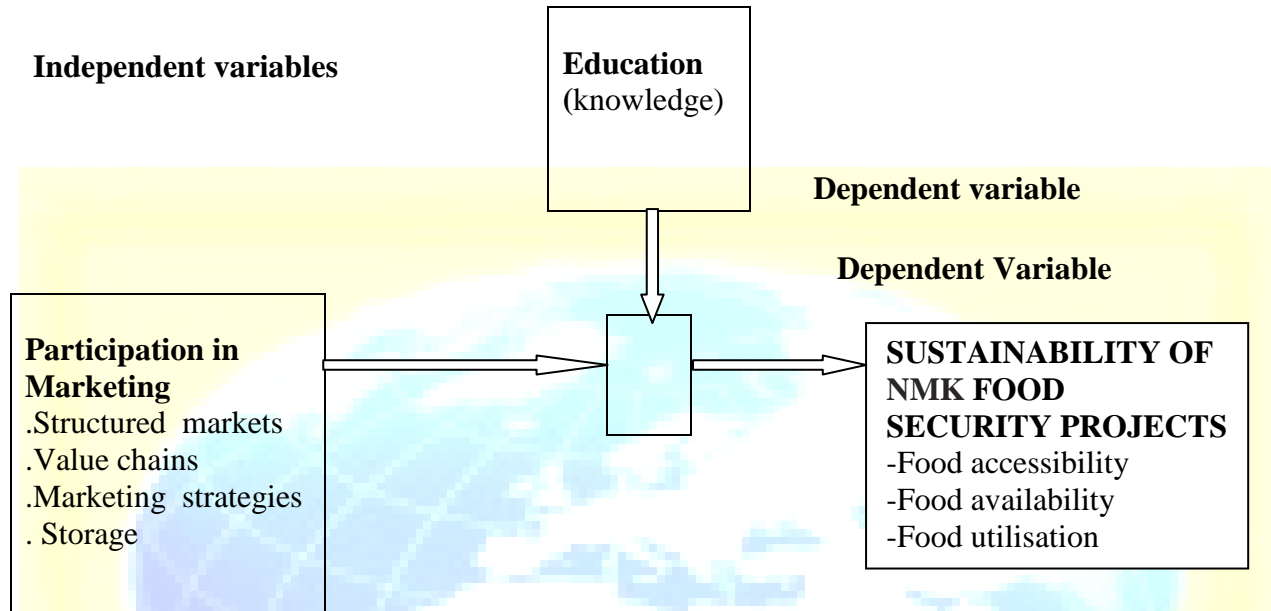 Independent variables
Education
(knowledge)
Dependent variable
Dependent Variable
Participation in
Marketing
.Structured markets
.Value chains
.Marketing strategies
. Storage
SUSTAINABILITY OF
NMK FOOD
SECURITY PROJECTS
-Food accessibility
-Food availability
-Food utilisation